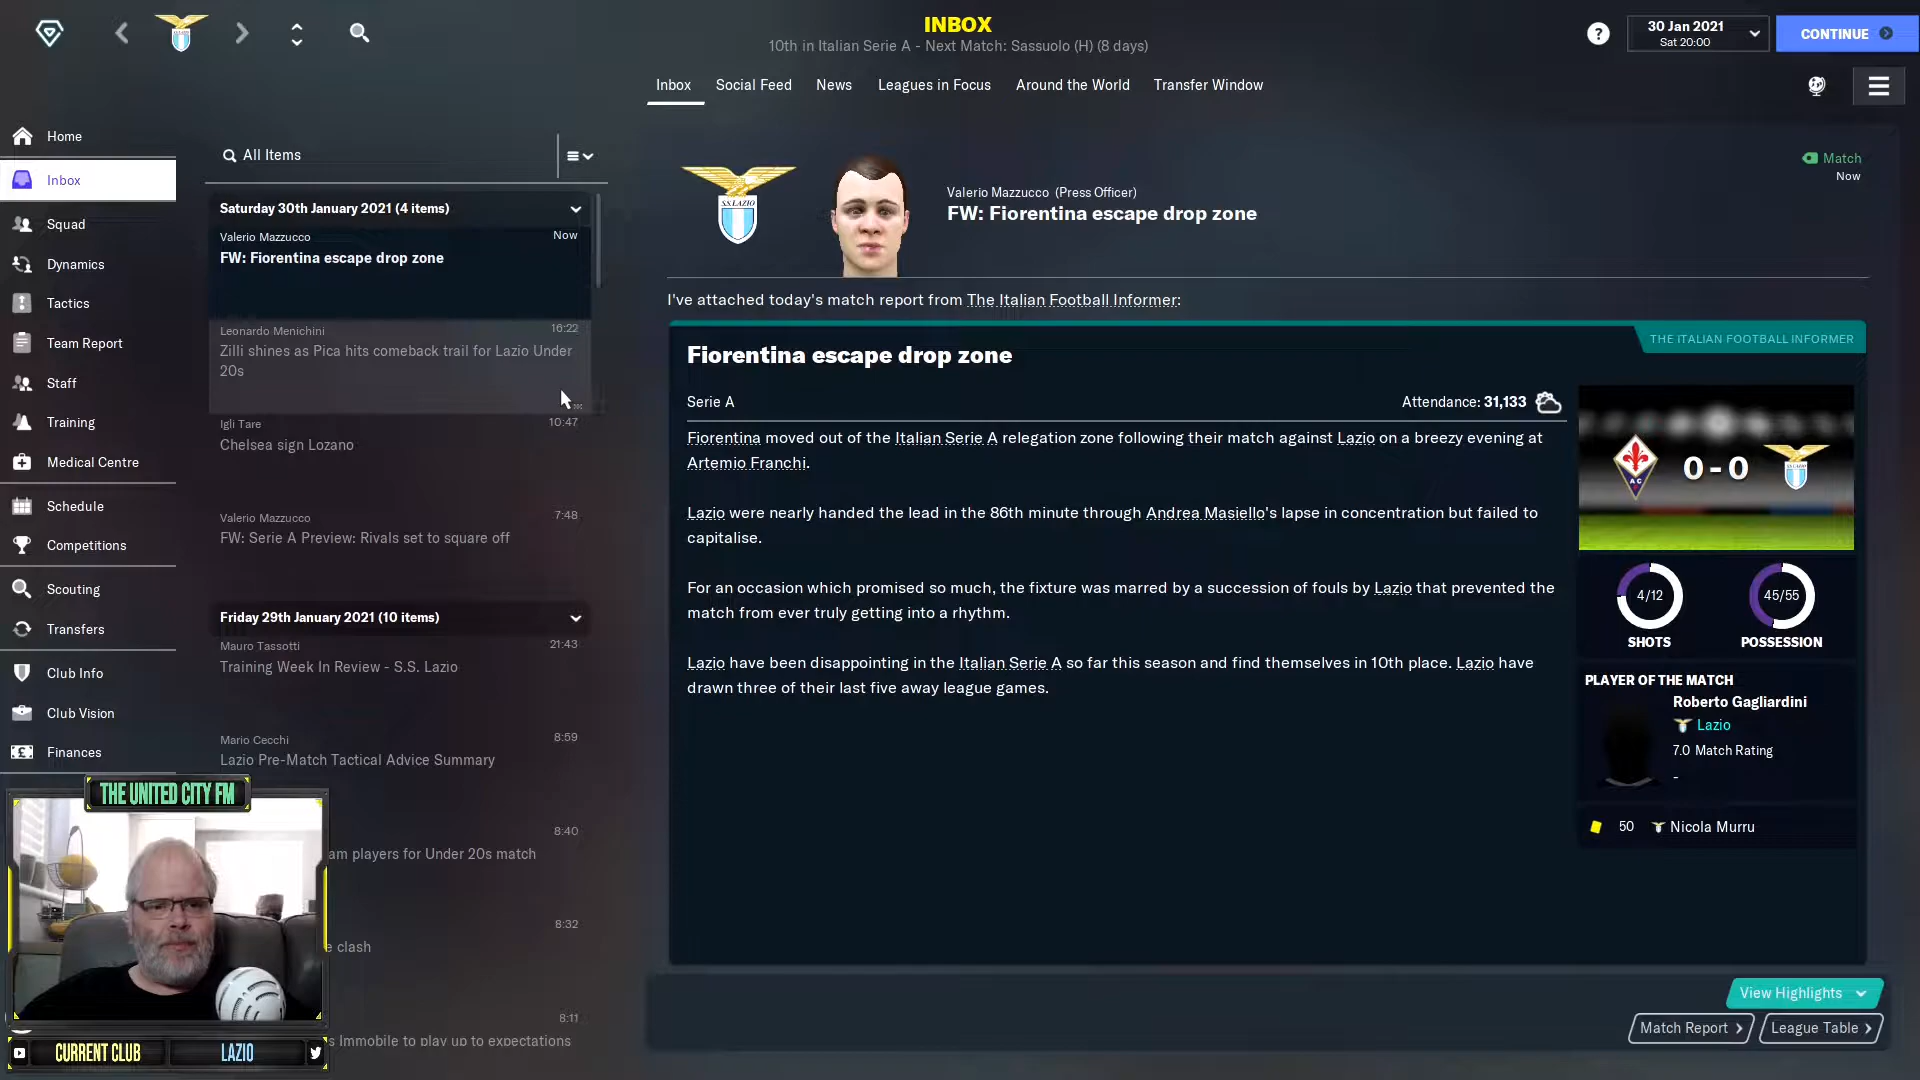 INBOX
10th in Italian Serie A - Next Match: Sassuolo (H) (8 days)
?
30 Jan 2021
Sat 20:00
CONTINUE
Inbox
Social Feed
News
Leagues in Focus
Around the World
Transfer Window
Home
Inbox
Squad
Dynamics
Tactics
Team Report
Staff
Training
Medical Centre
Schedule
Competitions
Scouting
Transfers
Club Info
Club Vision
Finances
All Items
Saturday 30th January 2021 (4 items)
Valerio Mazzucco
Now
FW: Fiorentina escape drop zone
Leonardo Menichini
16:22
Zilli shines as Pica hits comeback trail for Lazio Under
20s
Igli Tare
10:47
Chelsea sign Lozano
Valerio Mazzucco
7:48
FW: Serie A Preview: Rivals set to square off
Friday 29th January 2021 (10 items)
Mauro Tassotti
21:43
Training Week In Review - S.S. Lazio
Mario Cecchi
8:59
Lazio Pre-Match Tactical Advice Summary
8:40
am players for Under 20s match
8:32
e clash
8:11
s Immobile to play up to expectations
S.S.LAZIO
Valerio Mazzucco (Press Officer)
FW: Fiorentina escape drop zone
Match
Now
I've attached today's match report from The Italian Football Informer:
THE ITALIAN FOOTBALL INFORMER
Fiorentina escape drop zone
Serie A
Attendance: 31,133
Fiorentina moved out of the Italian Serie A relegation zone following their match against Lazio on a breezy evening at
Artemio Franchi.
Lazio were nearly handed the lead in the 86th minute through Andrea Masiello's lapse in concentration but failed to
capitalise.
For an occasion which promised so much, the fixture was marred by a succession of fouls by Lazio that prevented the
match from ever truly getting into a rhythm.
Lazio have been disappointing in the Italian Serie A so far this season and find themselves in 10th place. Lazio have
drawn three of their last five away league games.
AC
0 - 0
4/12
SHOTS
45/55
POSSESSION
PLAYER OF THE MATCH
Roberto Gagliardini
Lazio
7.0 Match Rating
-
50
Nicola Murru
View Highlights
Match Report
League Table
THE UNITED CITY FM
CURRENT CLUB
LAZIO